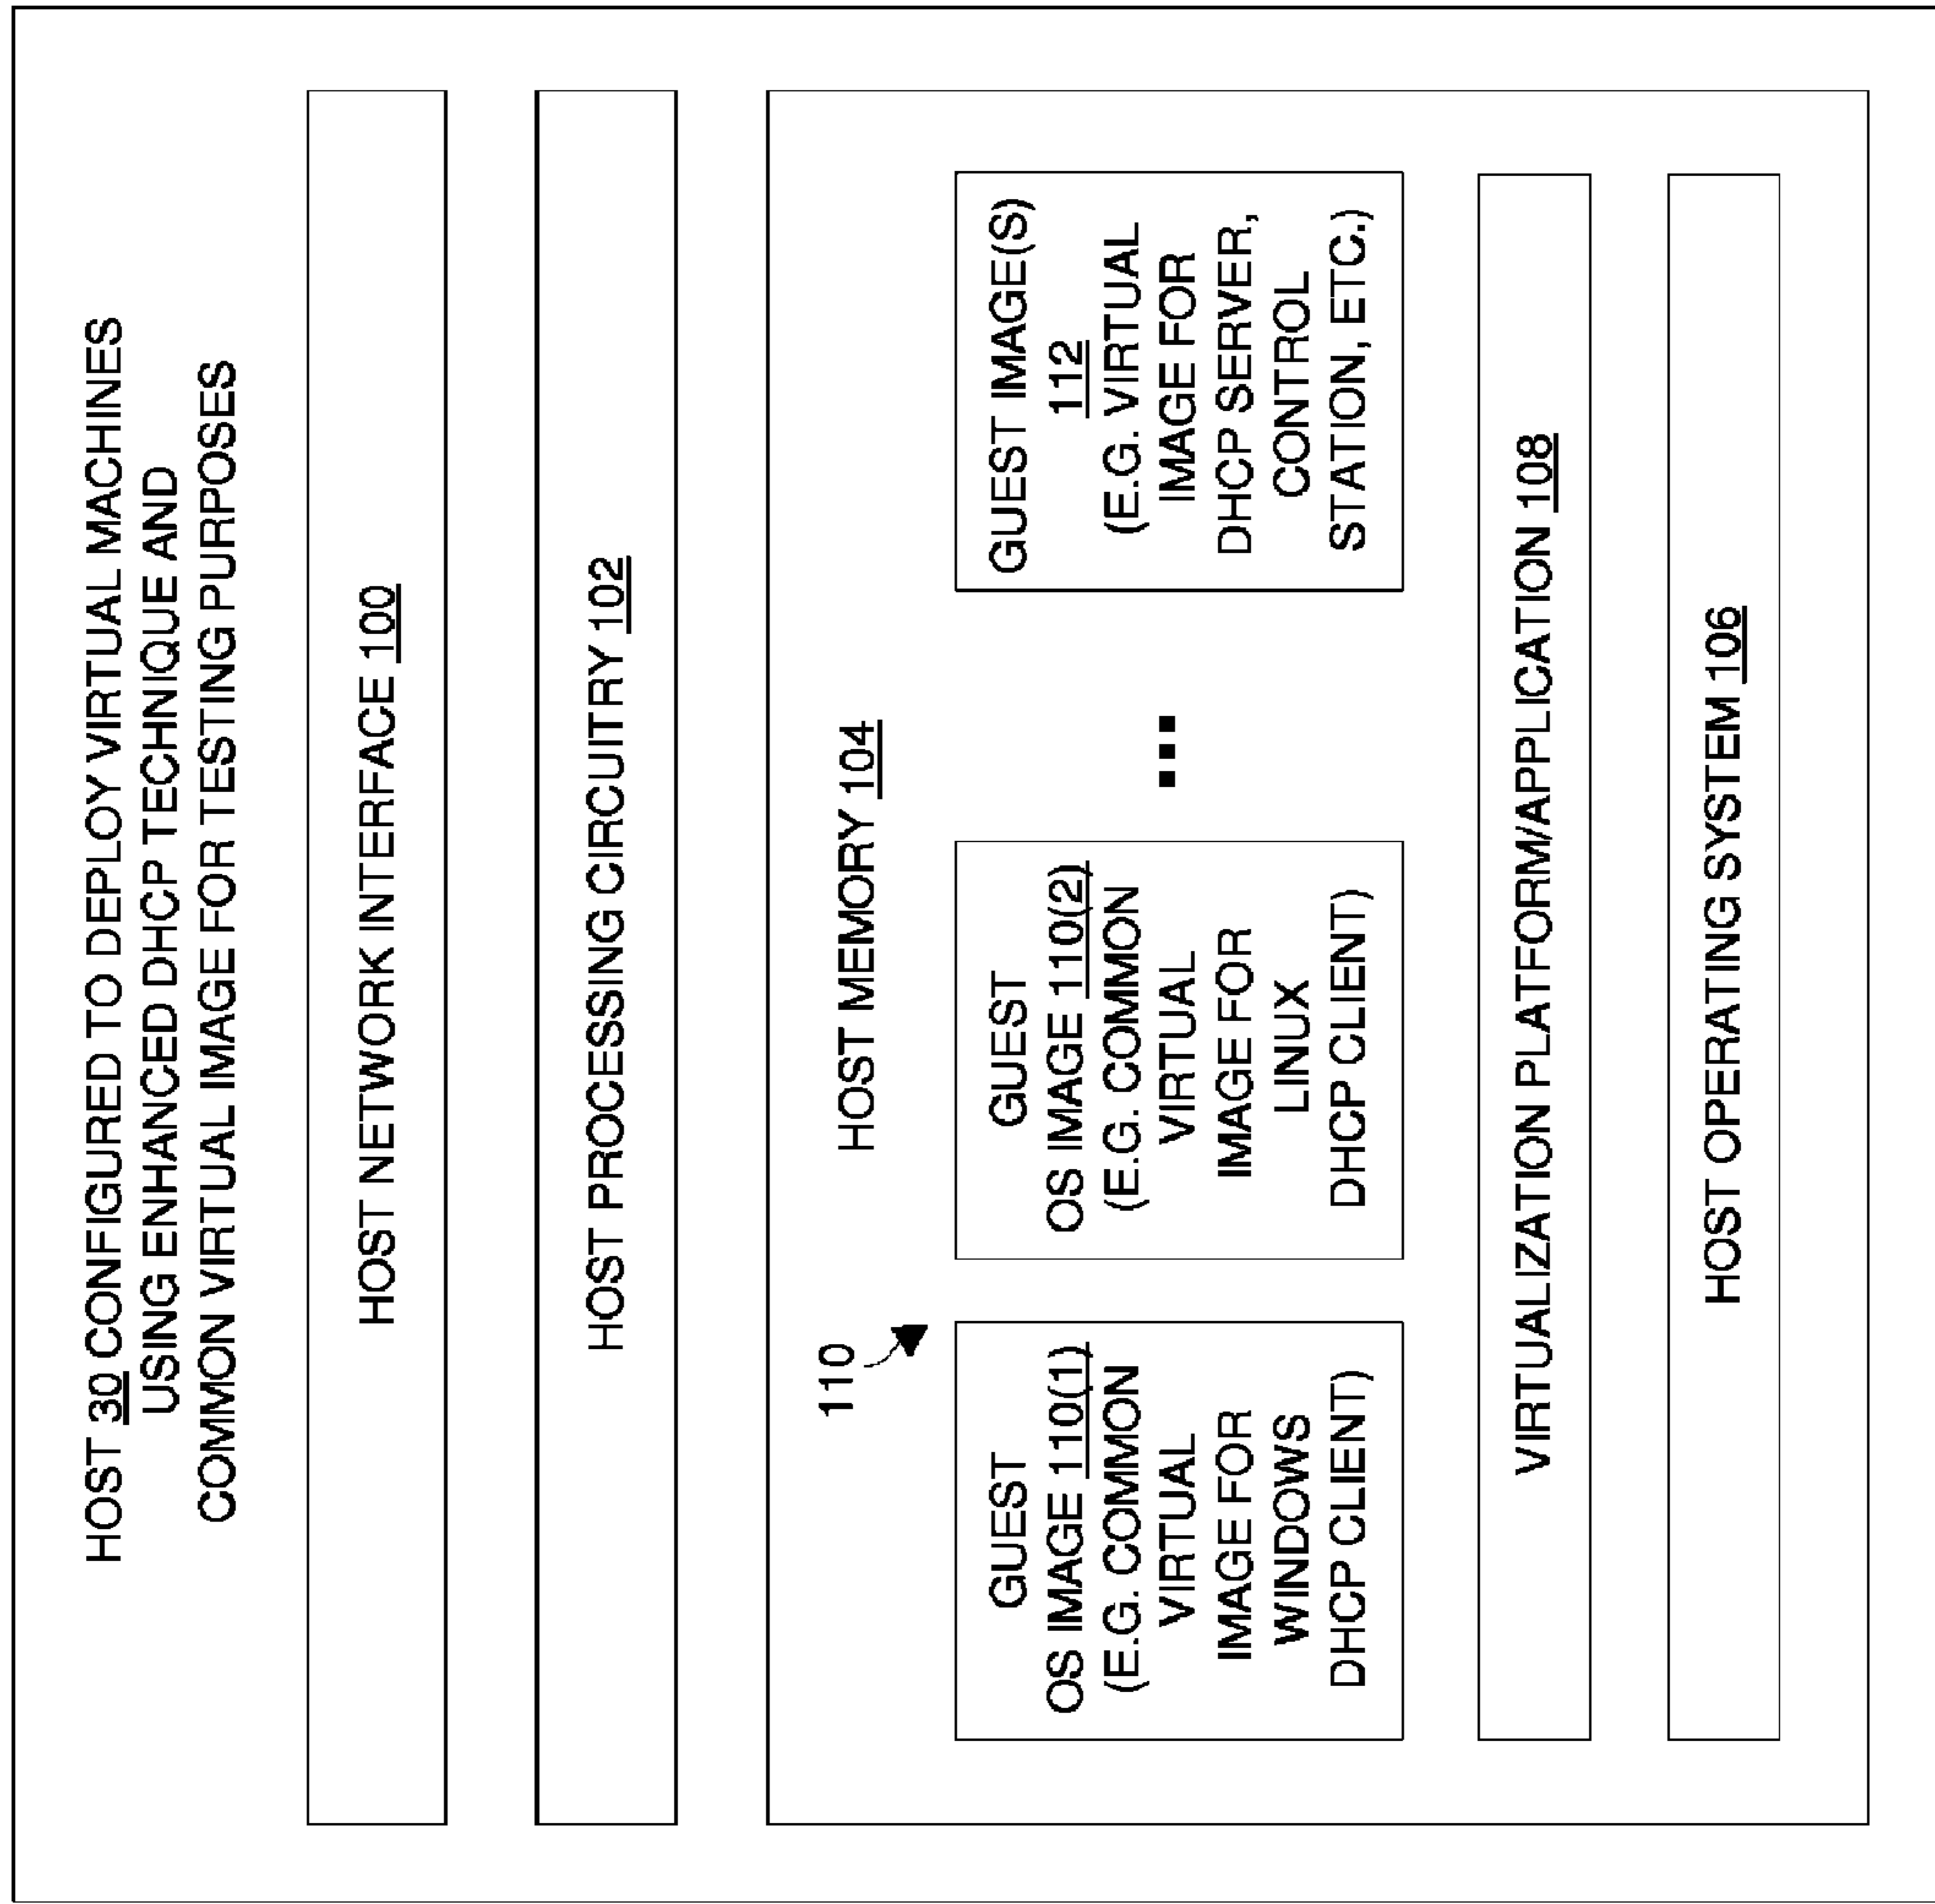 HOST 30 CONFIGURED TO DEPLOY VIRTUAL MACHINES
USING ENHANCED DHCP TECHNIQUE AND
COMMON VIRTUAL IMAGE FOR TESTING PURPOSES
HOST NETWORK INTERFACE 100
HOST PROCESSING CIRCUITRY 102
HOST MEMORY 104
110
GUEST
OS IMAGE 110(1)
(E.G. COMMON
VIRTUAL
IMAGE FOR
WINDOWS
DHCP CLIENT)
GUEST
OS IMAGE 110(2)
(E.G. COMMON
VIRTUAL
IMAGE FOR
LINUX
DHCP CLIENT)
GUEST IMAGE(S)
112
(E.G. VIRTUAL
IMAGE FOR
DHCP SERVER,
CONTROL
STATION, ETC.)
VIRTUALIZATION PLATFORM/APPLICATION 108
HOST OPERATING SYSTEM 106